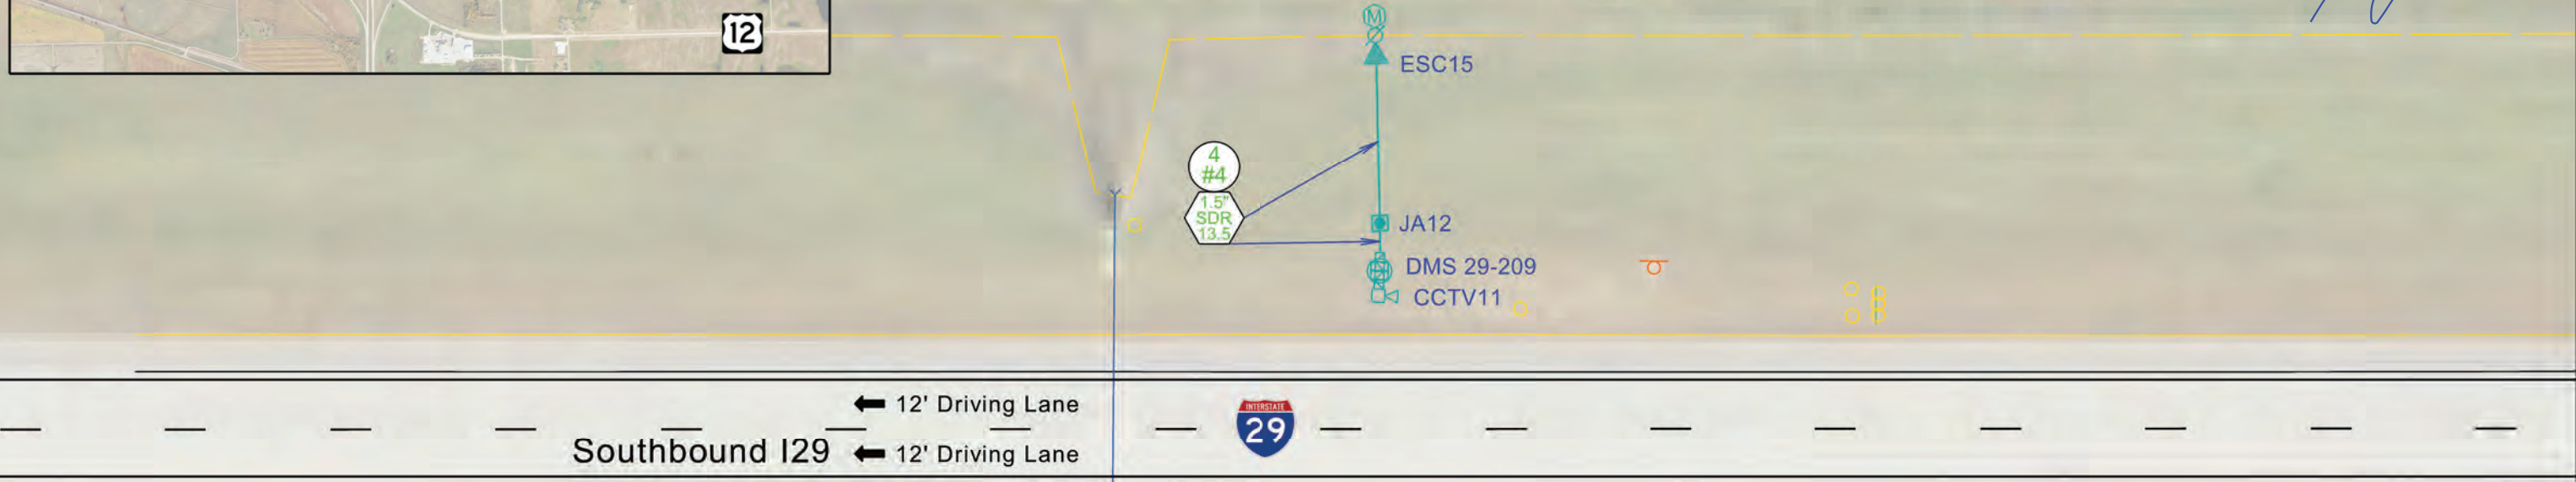 12
M
ESC15
4
#4
1.5"
SDR
13.5
JA12
DMS 29-209
CCTV11
12' Driving Lane
INTERSTATE
29
Southbound I29
12' Driving Lane